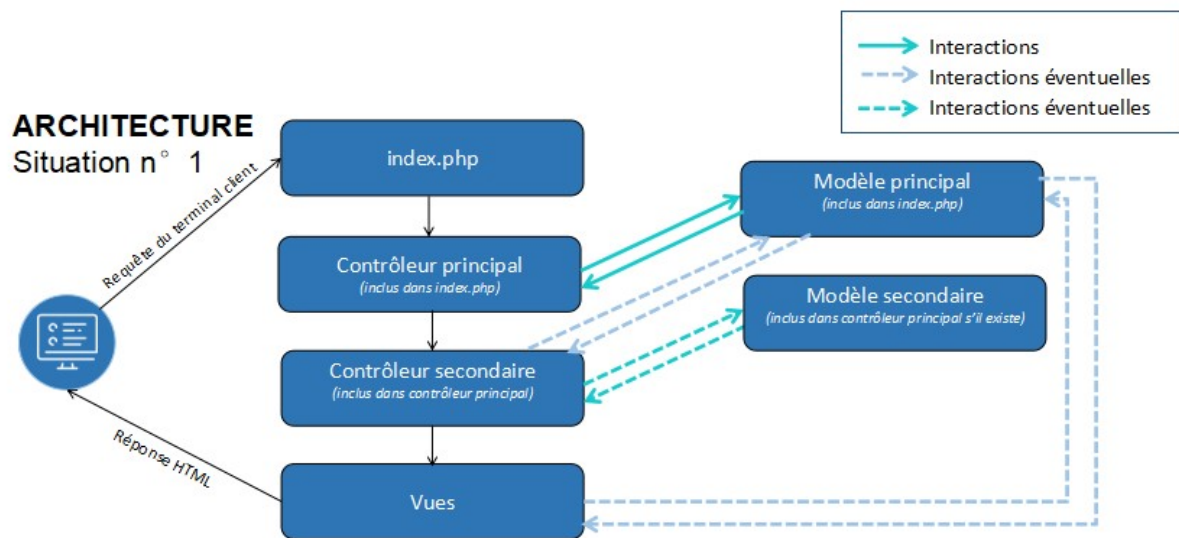 Interactions
Interactions éventuelles
Interactions éventuelles
ARCHITECTURE
Situation n° 1
Requête du terminal client
index.php
Modèle principal
(inclus dans index.php)
Contrôleur principal
(inclus dans index.php)
Modèle secondaire
(inclus dans contrôleur principal s'il existe)
Contrôleur secondaire
(inclus dans contrôleur principal)
Réponse HTML
Vues